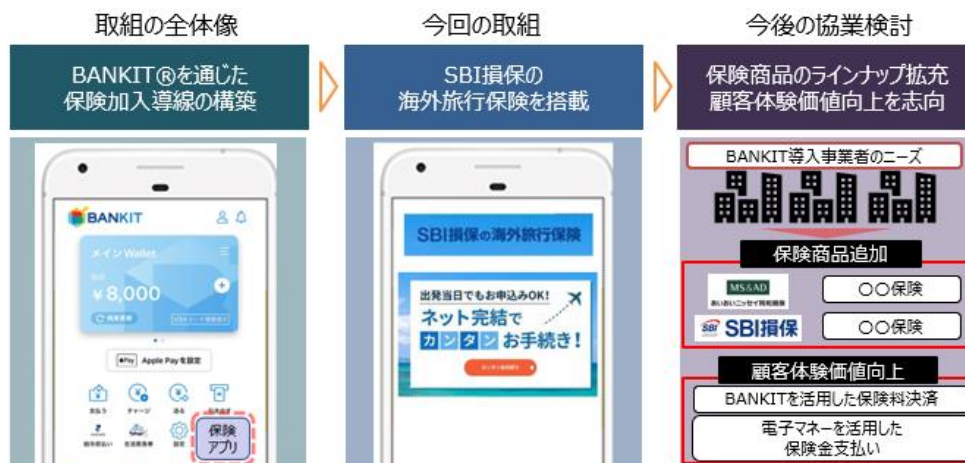 取組の全体像
BANKIT®を通じた
保険加入導線の構築
BANKIT
メイン Wallet
¥8,000
Pay Apple Payを設定
支払う
チャージ
送る
設定
保険
アプリ
今回の取組
SBI損保の
海外旅行保険を搭載
SBI損保の海外旅行保険
出発当日でもお申込みOK!
ネット完結で
カンタン お手続き!
今後の協業検討
保険商品のラインナップ拡充
顧客体験価値向上を志向
BANKIT導入事業者のニーズ
保険商品追加
MS&AD
あいおいニッセイ同和損保
〇〇保険
SBI SBI損保
〇〇保険
顧客体験価値向上
BANKITを活用した保険料決済
電子マネーを活用した
保険金支払い